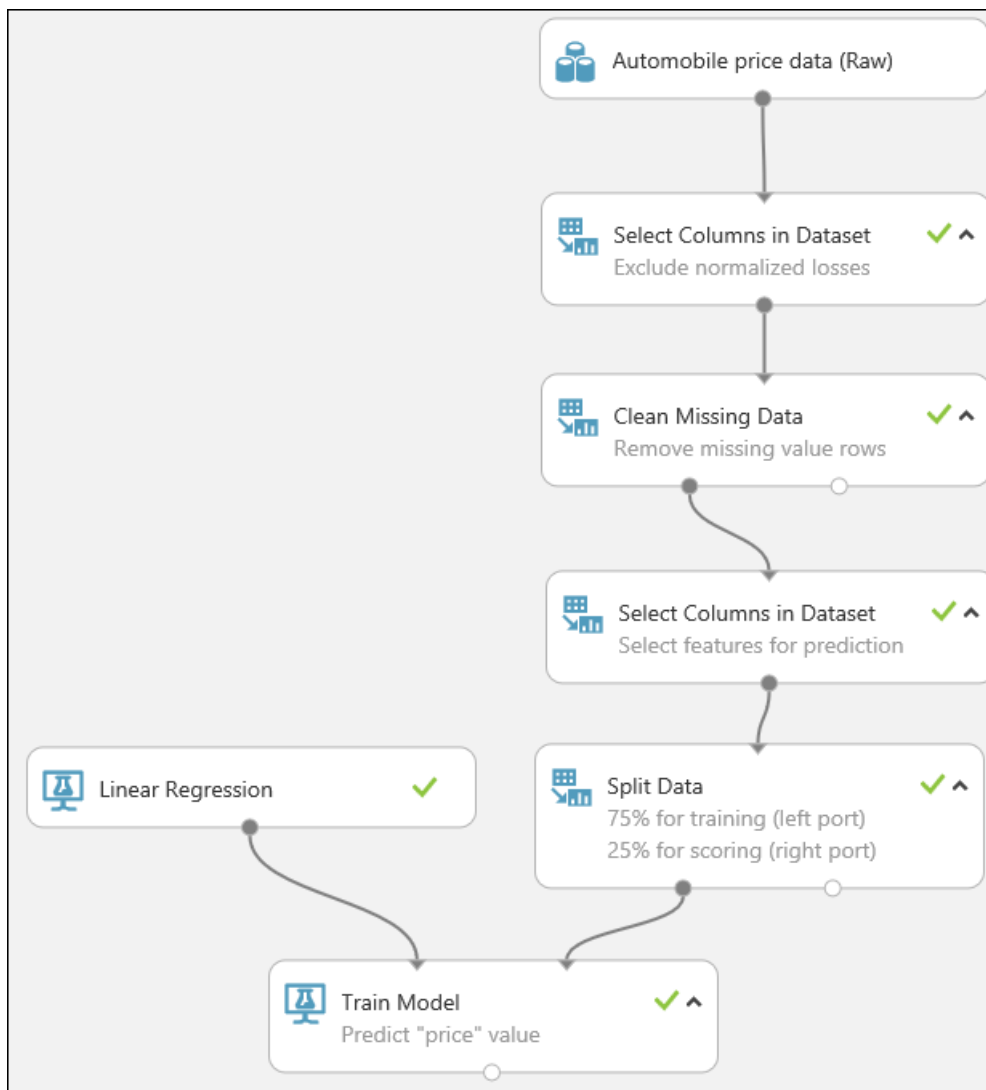 Automobile price data (Raw)
Select Columns in Dataset
Exclude normalized losses
Clean Missing Data
Remove missing value rows
Select Columns in Dataset
Select features for prediction
Linear Regression
Split Data
75% for training (left port)
25% for scoring (right port)
Train Model
Predict "price" value